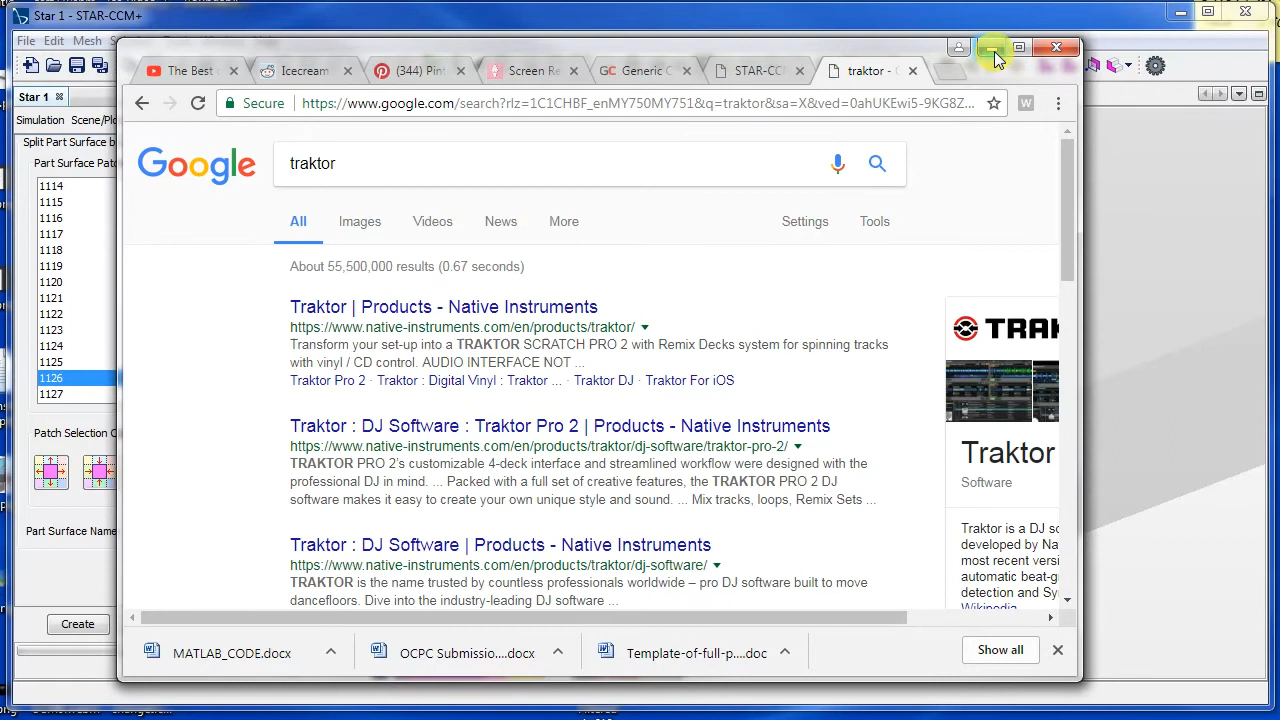 Star 1 - STAR-CCM+
File Edit Mesh
The Best
Icecream
(344) Pin
Screen Re
GC Generic C
STAR-CC
traktor - G
Star 1
Secure https://www.google.com/search?rlz=1C1CHBF_enMY750MY751&q=traktor&sa=X&ved=0ahUKEwi5-9KG8Z...
W
Simulation Scene/Plo
Split Part Surface b
Part Surface Patc
1114
1115
1116
1117
1118
1119
1120
1121
1122
1123
1124
1125
1126
1127
Patch Selection C
Part Surface Name
Create
Google
traktor
All Images Videos News More Settings Tools
About 55,500,000 results (0.67 seconds)
Traktor | Products - Native Instruments
https://www.native-instruments.com/en/products/traktor/
Transform your set-up into a TRAKTOR SCRATCH PRO 2 with Remix Decks system for spinning tracks
with vinyl / CD control. AUDIO INTERFACE NOT ...
Traktor Pro 2 · Traktor : Digital Vinyl : Traktor ... · Traktor DJ · Traktor For iOS
Traktor : DJ Software : Traktor Pro 2 | Products - Native Instruments
https://www.native-instruments.com/en/products/traktor/dj-software/traktor-pro-2/
TRAKTOR PRO 2's customizable 4-deck interface and streamlined workflow were designed with the
professional DJ in mind. ... Packed with a full set of creative features, the TRAKTOR PRO 2 DJ
software makes it easy to create your own unique style and sound. ... Mix tracks, loops, Remix Sets ...
Traktor : DJ Software | Products - Native Instruments
https://www.native-instruments.com/en/products/traktor/dj-software/
TRAKTOR is the name trusted by countless professionals worldwide – pro DJ software built to move
dancefloors. Dive into the industry-leading DJ software ...
TRAK
Traktor
Software
Traktor is a DJ so
developed by Na
most recent versi
automatic beat-g
detection and Sy
Wikipedia
MATLAB_CODE.docx
OCPC Submissio....docx
Template-of-full-p....doc
Show all